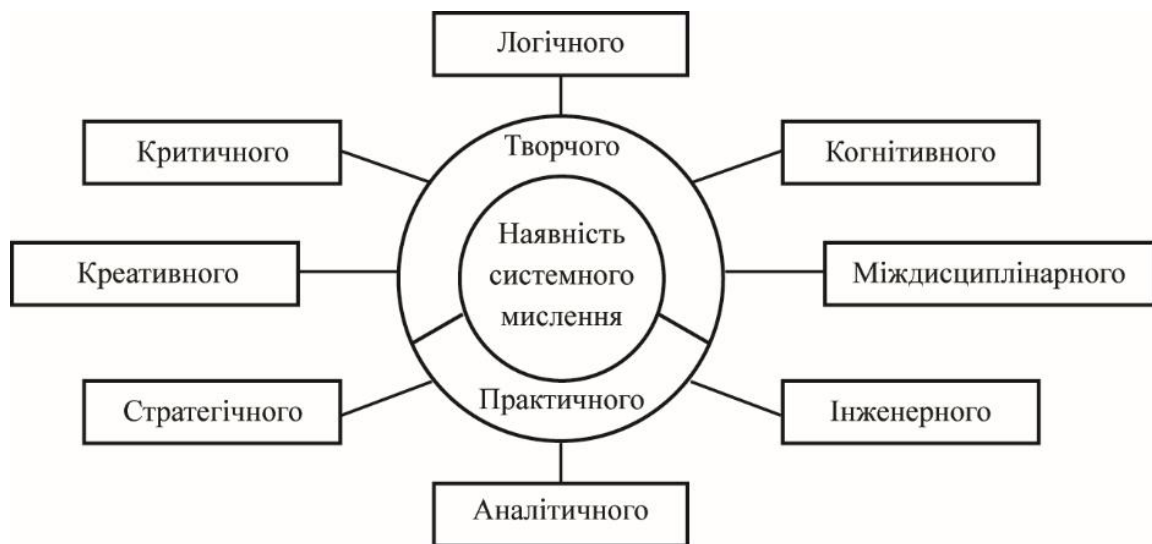 Логічного
Творчого
Критичного
Когнітивного
Наявність
системного
мислення
Креативного
Міждисциплінарного
Стратегічного
Практичного
Інженерного
Аналітичного